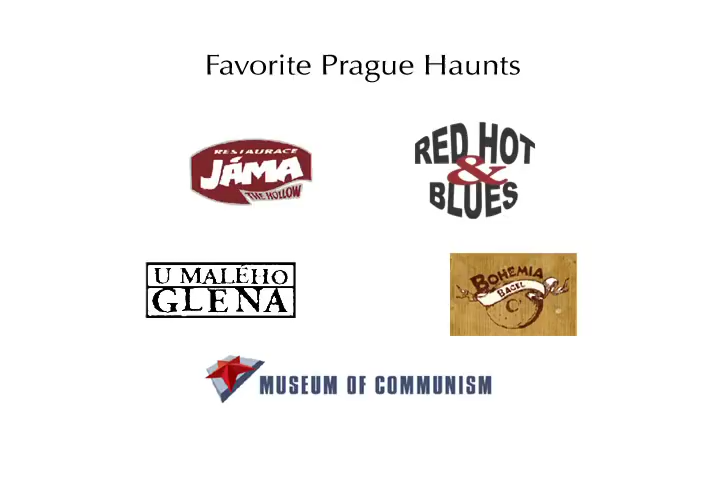 Favorite Prague Haunts
RESTAURACE
JÁMA
THE HOLLOW
RED HOT
&
BLUES
U MALÉHO
GLENA
BOHEMIA
BAGEL
MUSEUM OF COMMUNISM